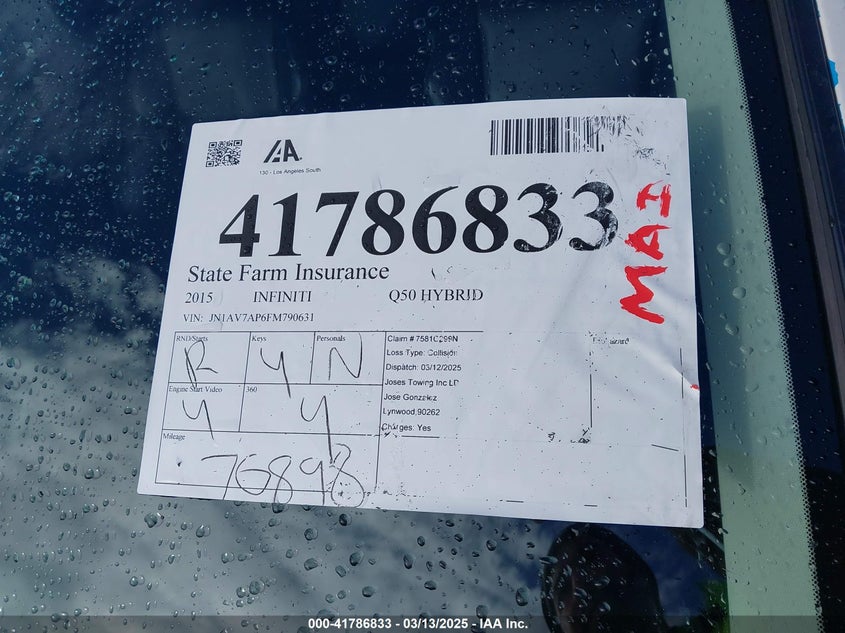 IAA
130 - Los Angeles South
41786833
MAI
State Farm Insurance
2015 INFINITI Q50 HYBRID
VIN: JN1AV7AP6FM790631
RND/Starts Keys Personals
R Y N
Engine Start Video 360
Y Y
Mileage
76898
Claim # 7581C299N
Loss Type: Collision
Dispatch: 03/12/2025
Joses Towing Inc LD
Jose Gonzalez
Lynwood,90262
Charges: Yes
000-41786833 -- 03/13/2025 -- IAA Inc.